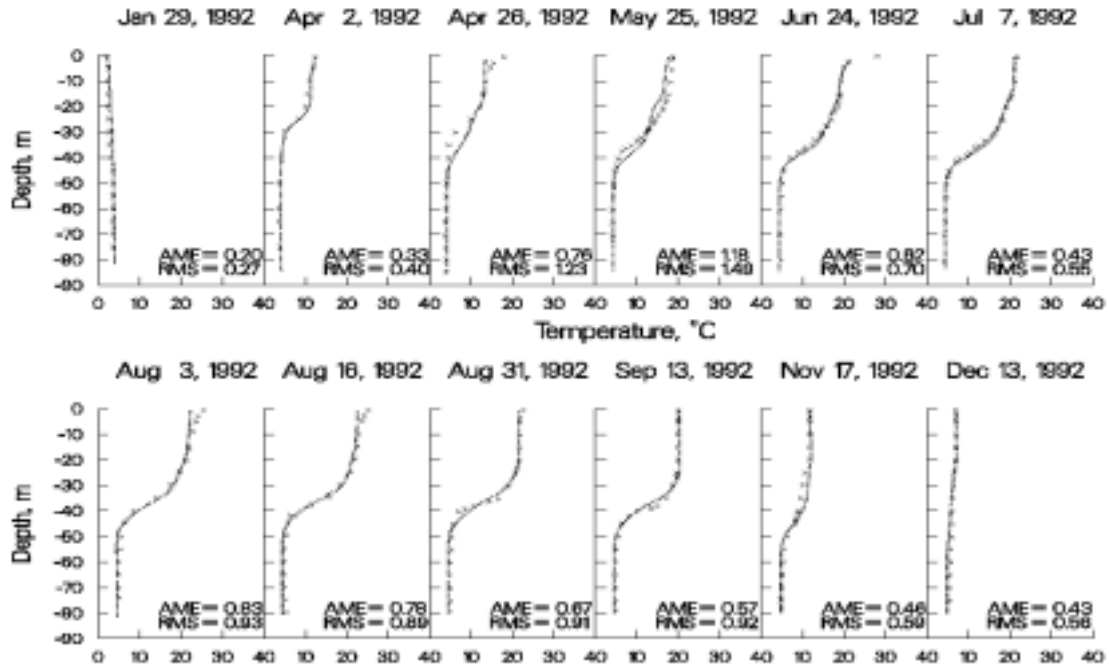 Jan 29, 1992 Apr 2, 1992 Apr 26, 1992 May 25, 1992 Jun 24, 1992 Jul 7, 1992
0
-10
-20
-30
-40
-50
-60
-70
-80
-90
Depth, m
AME = 0.20 AME = 0.33 AME = 0.76 AME = 1.18 AME = AME = 0.43
RMS = 0.27 RMS = 0.40 RMS = 1.23 RMS = 1.49 RMS = 0.70 RMS = 0.55
0 10 20 30 40 10 20 30 40 10 20 30 40 10 20 30 40 10 20 30 40 10 20 30 40
Temperature, °C
Aug 3, 1992 Aug 16, 1992 Aug 31, 1992 Sep 13, 1992 Nov 17, 1992 Dec 13, 1992
0
-10
-20
-30
-40
-50
-60
-70
-80
-90
Depth, m
AME = 0.83 AME = 0.78 AME = 0.67 AME = 0.57 AME = 0.46 AME = 0.43
RMS = 0.93 RMS = 0.89 RMS = 0.91 RMS = 0.92 RMS = 0.59 RMS = 0.56
0 10 20 30 40 10 20 30 40 10 20 30 40 10 20 30 40 10 20 30 40 10 20 30 40